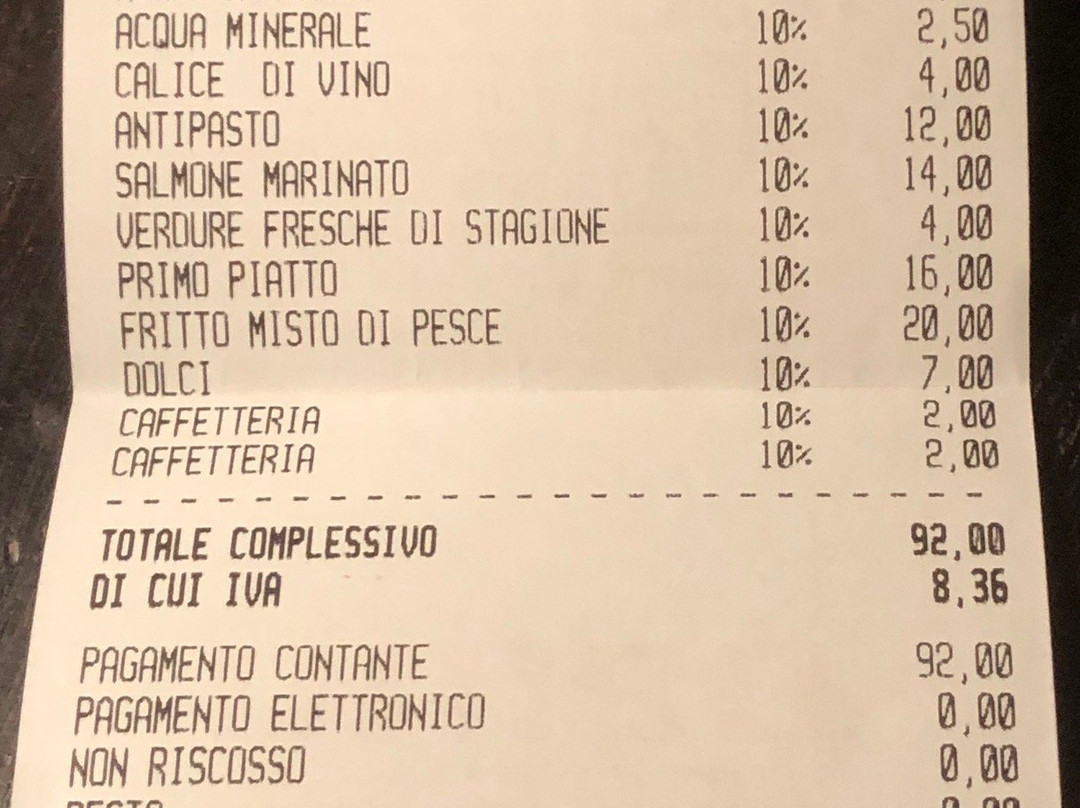 ACQUA MINERALE 10% 2,50
CALICE DI VINO 10% 4,00
ANTIPASTO 10% 12,00
SALMONE MARINATO 10% 14,00
VERDURE FRESCHE DI STAGIONE 10% 4,00
PRIMO PIATTO 10% 16,00
FRITTO MISTO DI PESCE 10% 20,00
DOLCI 10% 7,00
CAFFETTERIA 10% 2,00
CAFFETTERIA 10% 2,00
TOTALE COMPLESSIVO 92,00
DI CUI IVA 8,36
PAGAMENTO CONTANTE 92,00
PAGAMENTO ELETTRONICO 0,00
NON RISCOSSO 0,00